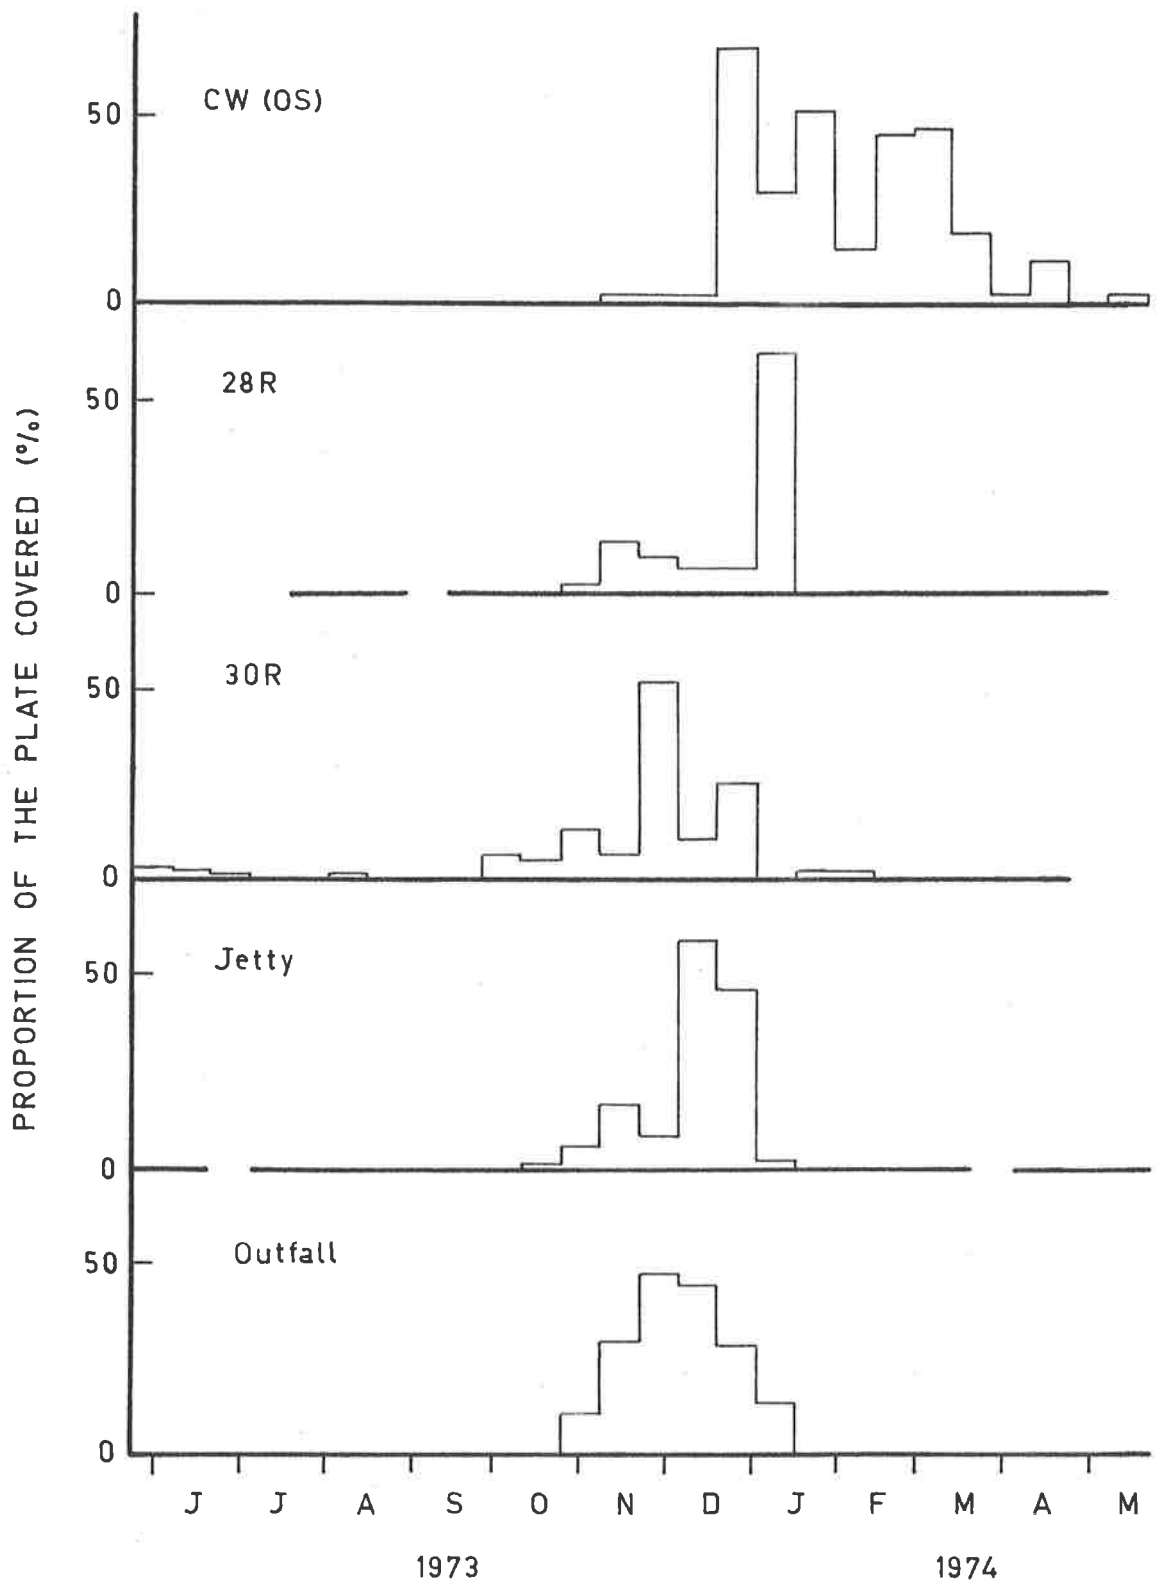 PROPORTION OF THE PLATE COVERED (%)
CW (OS)
50
0
28R
50
0
30R
50
0
Jetty
50
0
Outfall
50
0
J J A S O N D J F M A M
1973 1974